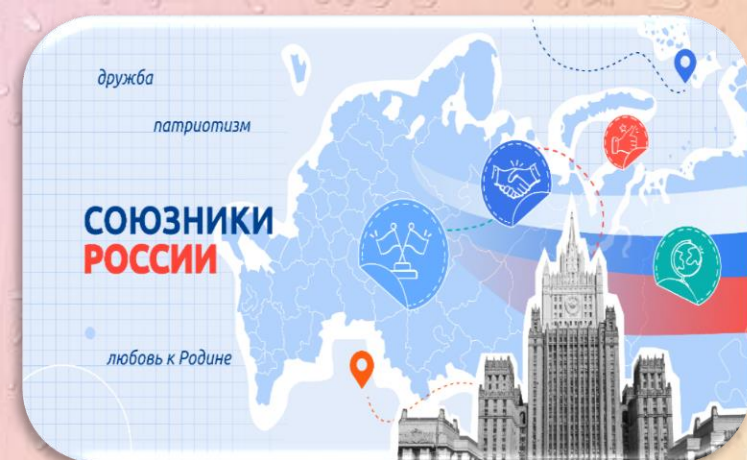 дружба
патриотизм
СОЮЗНИКИ
РОССИИ
любовь к Родине